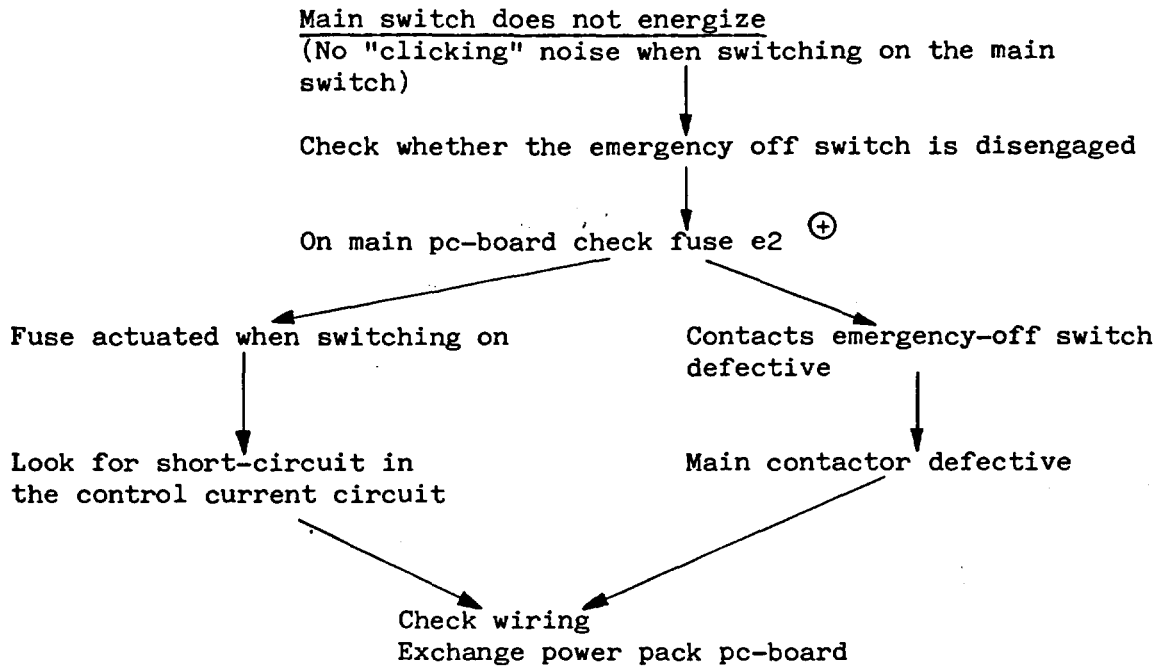 Main switch does not energize
(No "clicking" noise when switching on the main
switch)
Check whether the emergency off switch is disengaged
On main pc-board check fuse e2 ⊕
Fuse actuated when switching on
Contacts emergency-off switch
defective
Look for short-circuit in
the control current circuit
Main contactor defective
Check wiring
Exchange power pack pc-board